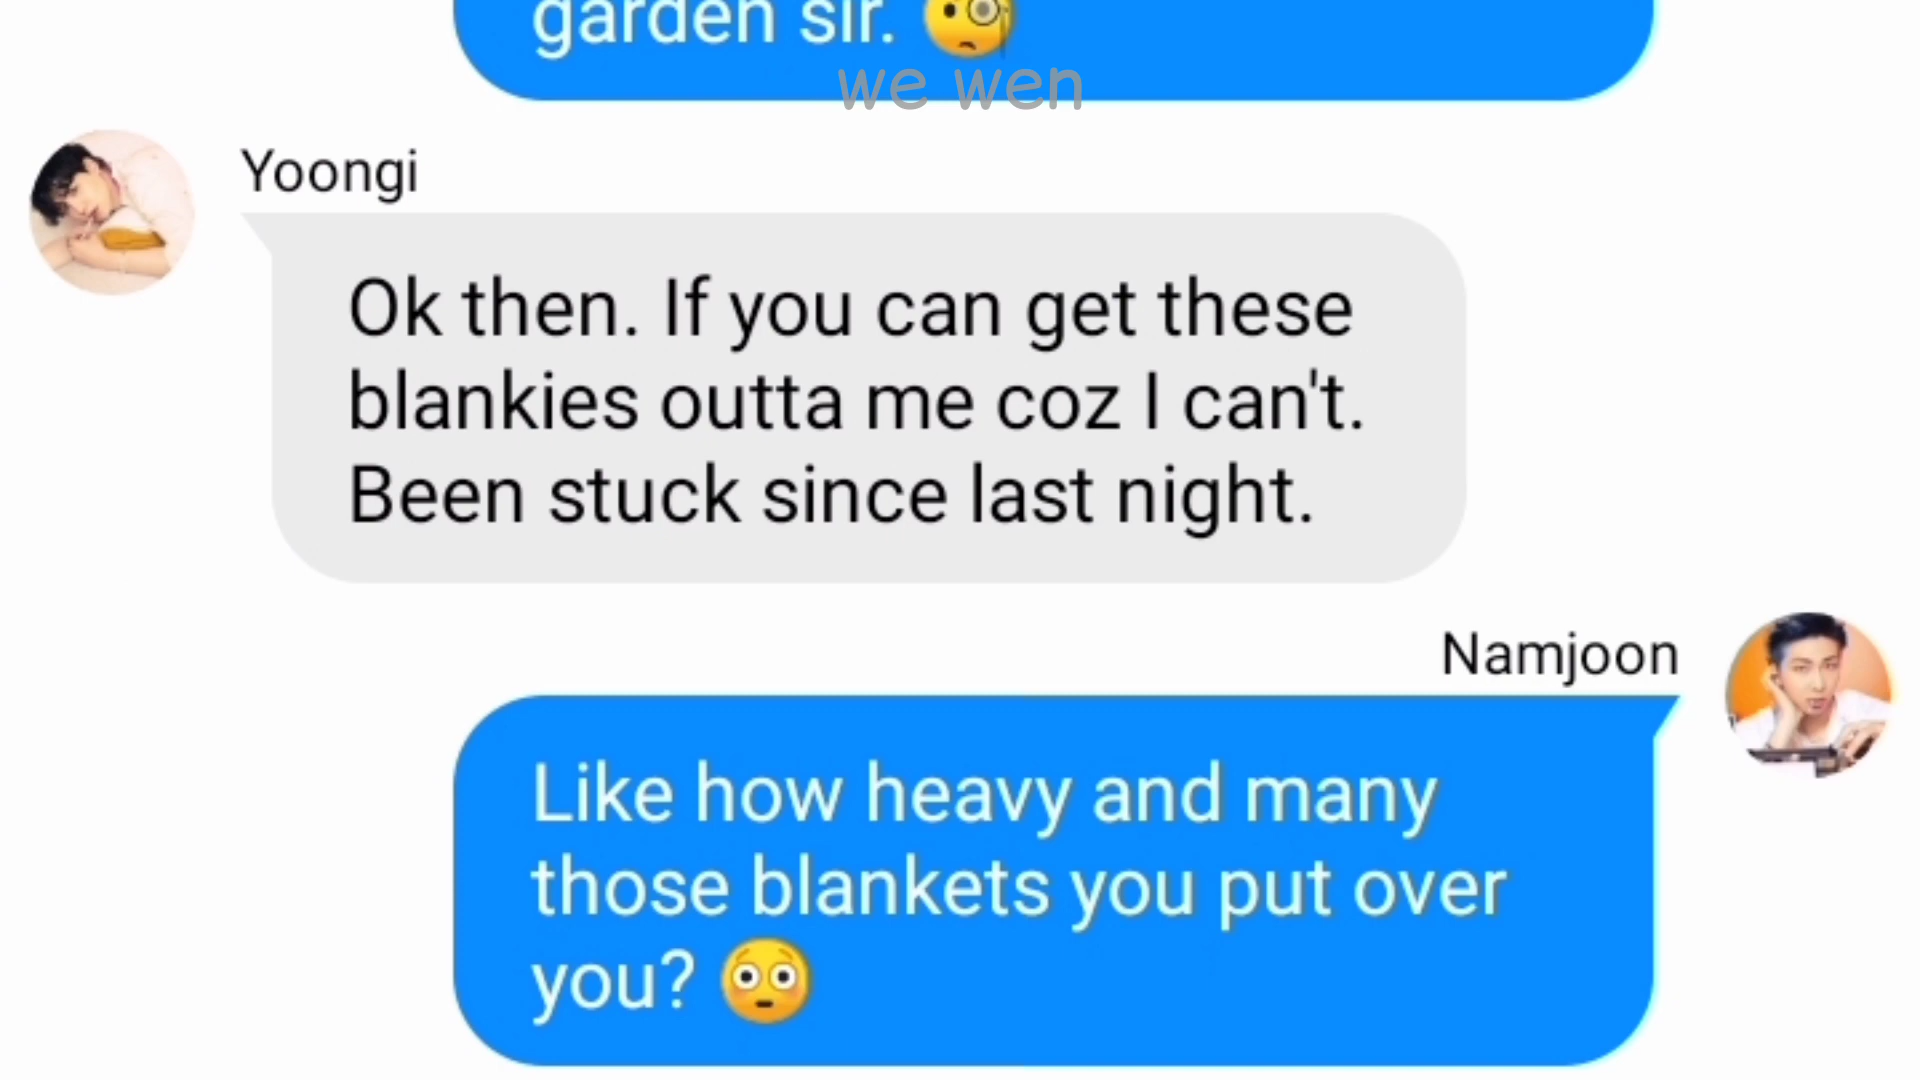 garden sir. 🧐
we wen
Yoongi
Ok then. If you can get these
blankies outta me coz I can't.
Been stuck since last night.
Namjoon
Like how heavy and many
those blankets you put over
you? 😳